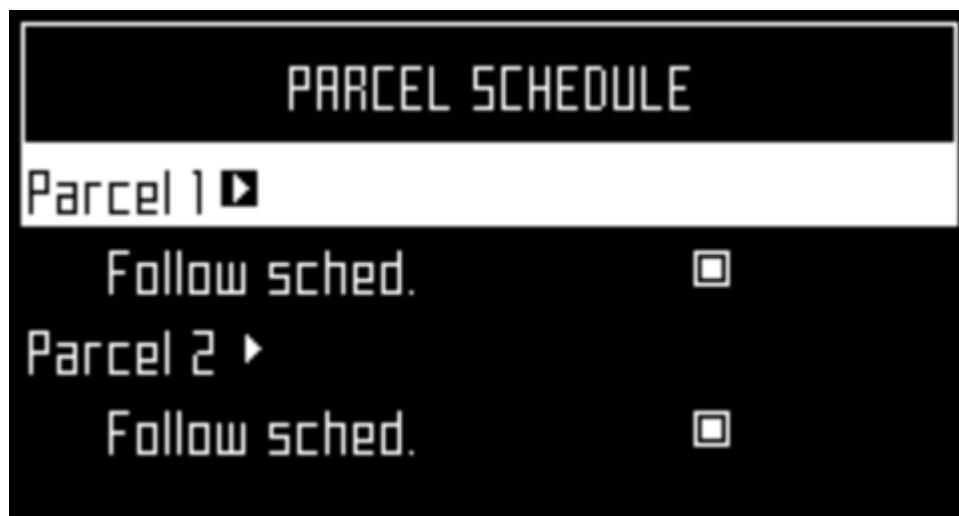 PARCEL SCHEDULE
Parcel 1
Follow sched.
Parcel 2
Follow sched.